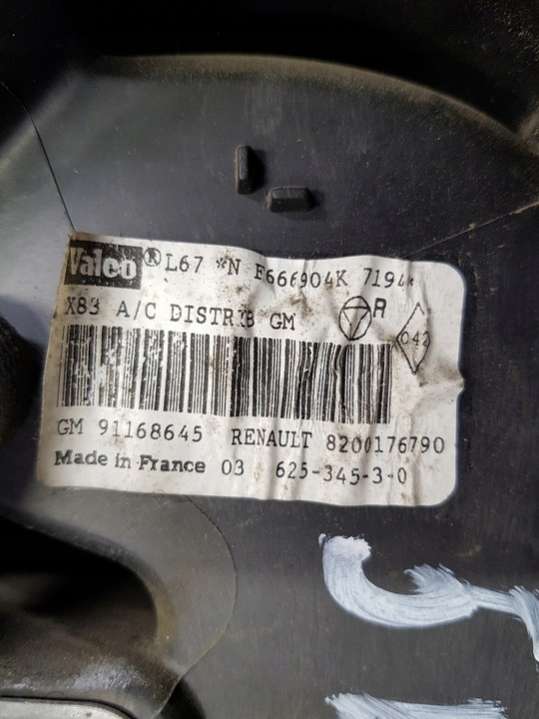 Valeo ® L67 *N F666904K 7194*
X83 A/C DISTRIB GM R 042
GM 91168645 RENAULT 8200176790
Made in France 03 625-345-3-0